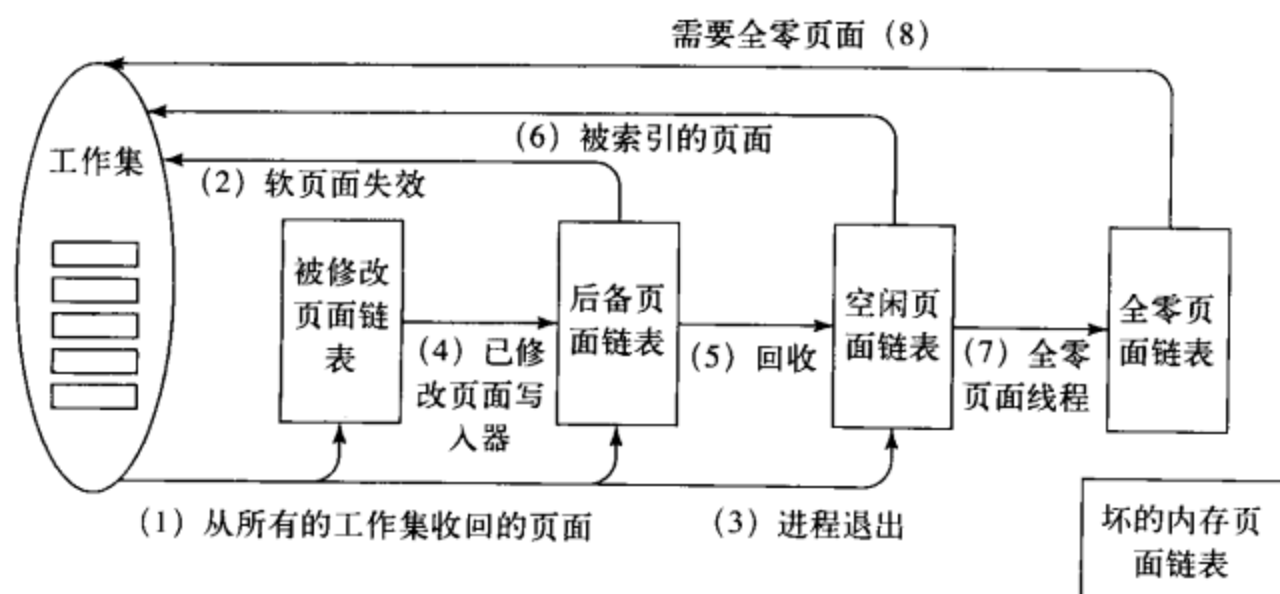 需要全零页面（8）
（6）被索引的页面
工作集
（2）软页面失效
被修改
页面链
表
后备页
面链表
空闲页
面链表
全零页
面链表
（4）已修
改页面写
入器
（5）回收
（7）全零
页面线程
（1）从所有的工作集收回的页面
（3）进程退出
坏的内存页
面链表